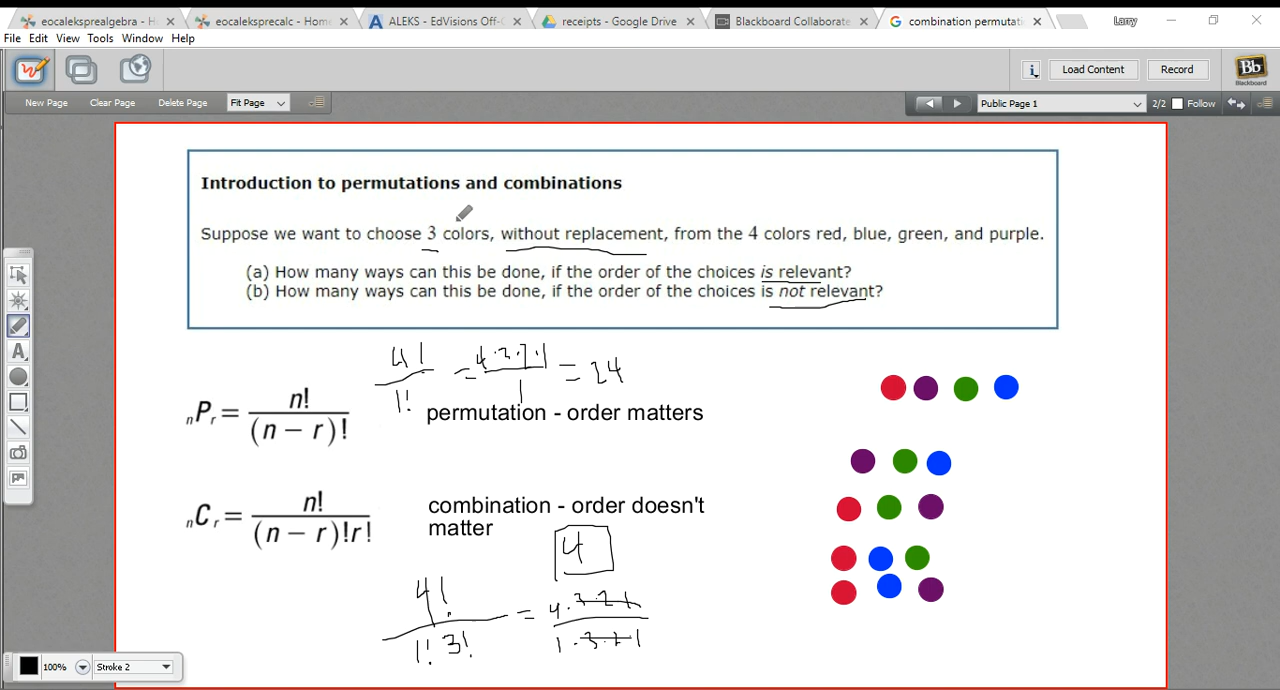 eocaleksprealgebra - H
eocaleksprecalc - Home
ALEKS - EdVisions Off-C
receipts - Google Drive
Blackboard Collaborate
combination permutati
Larry
File Edit View Tools Window Help
Load Content
Record
Bb
Blackboard
New Page Clear Page Delete Page Fit Page
Public Page 1
2/2 Follow
Introduction to permutations and combinations
Suppose we want to choose 3 colors, without replacement, from the 4 colors red, blue, green, and purple.
(a) How many ways can this be done, if the order of the choices is relevant?
(b) How many ways can this be done, if the order of the choices is not relevant?
4! / 1! = 4·3·2·1 / 1 = 24
nPr = n! / (n − r)!
permutation - order matters
nCr = n! / (n − r)!r!
combination - order doesn't
matter
4
4! / 1! 3! = 4·3·2·1 / 1·3·2·1
100% Stroke 2